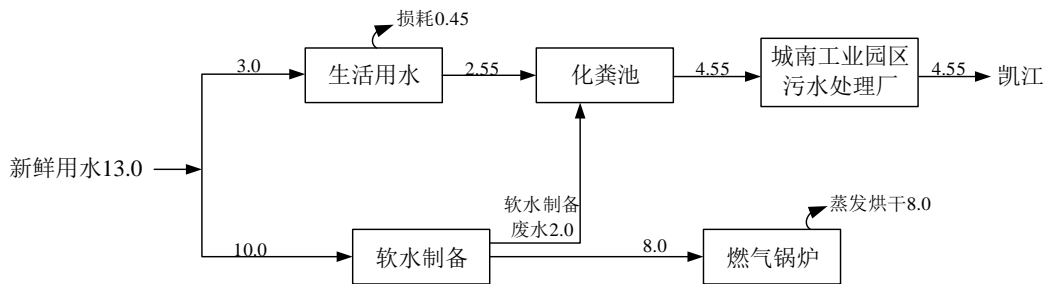 损耗0.45
3.0
生活用水
2.55
化粪池
4.55
城南工业园区
污水处理厂
4.55
凯江
新鲜用水13.0
软水制备
废水2.0
蒸发烘干8.0
10.0
软水制备
8.0
燃气锅炉